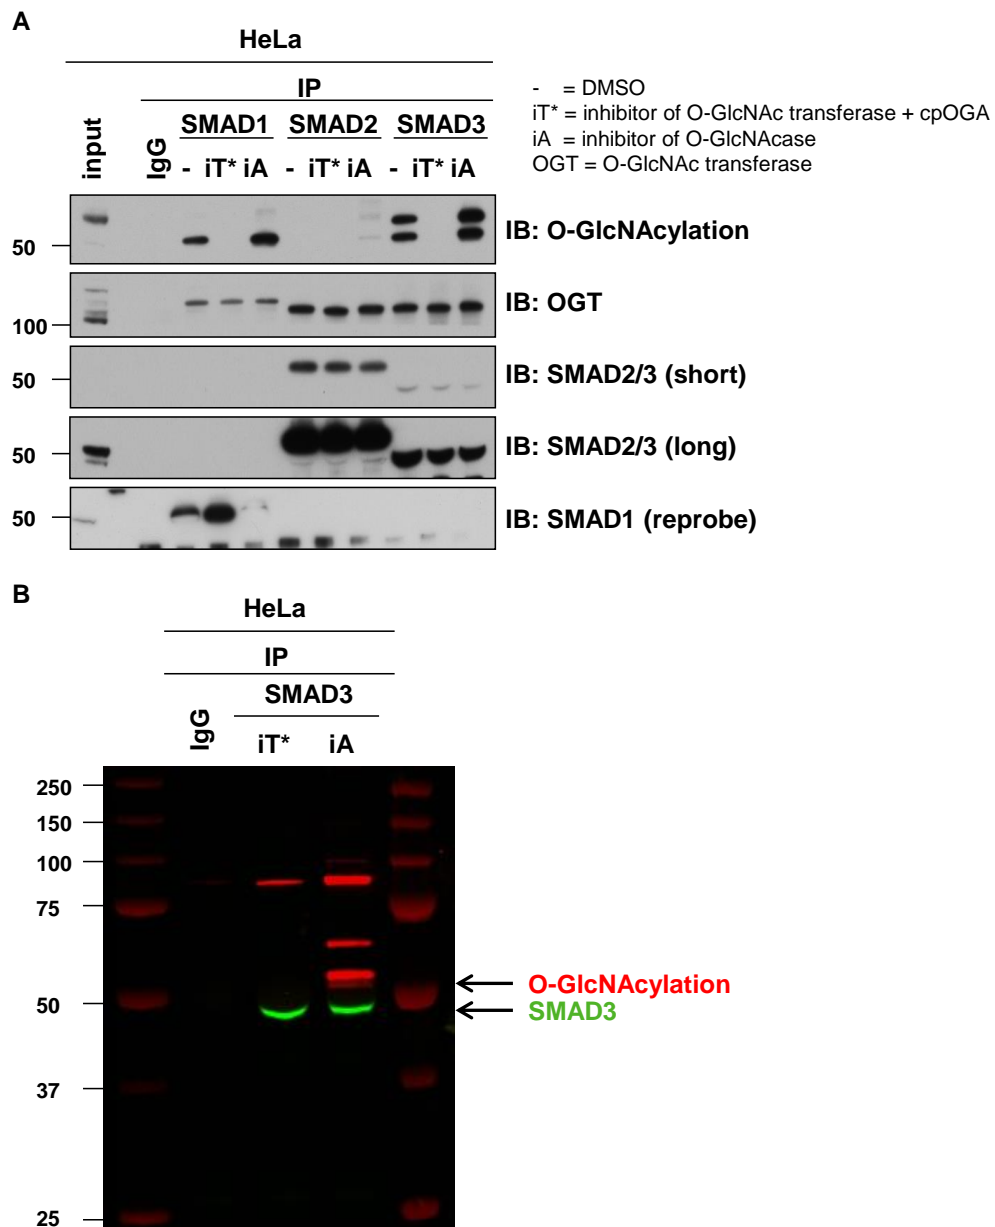 A
HeLa
IP
input
IgG
SMAD1 SMAD2 SMAD3
- iT* iA - iT* iA - iT* iA
- = DMSO
iT* = inhibitor of O-GlcNAc transferase + cpOGA
iA = inhibitor of O-GlcNAcase
OGT = O-GlcNAc transferase
50 IB: O-GlcNAcylation
100 IB: OGT
50 IB: SMAD2/3 (short)
50 IB: SMAD2/3 (long)
50 IB: SMAD1 (reprobe)
B
HeLa
IP
SMAD3
IgG
iT* iA
250
150
100
75
O-GlcNAcylation
50
SMAD3
37
25